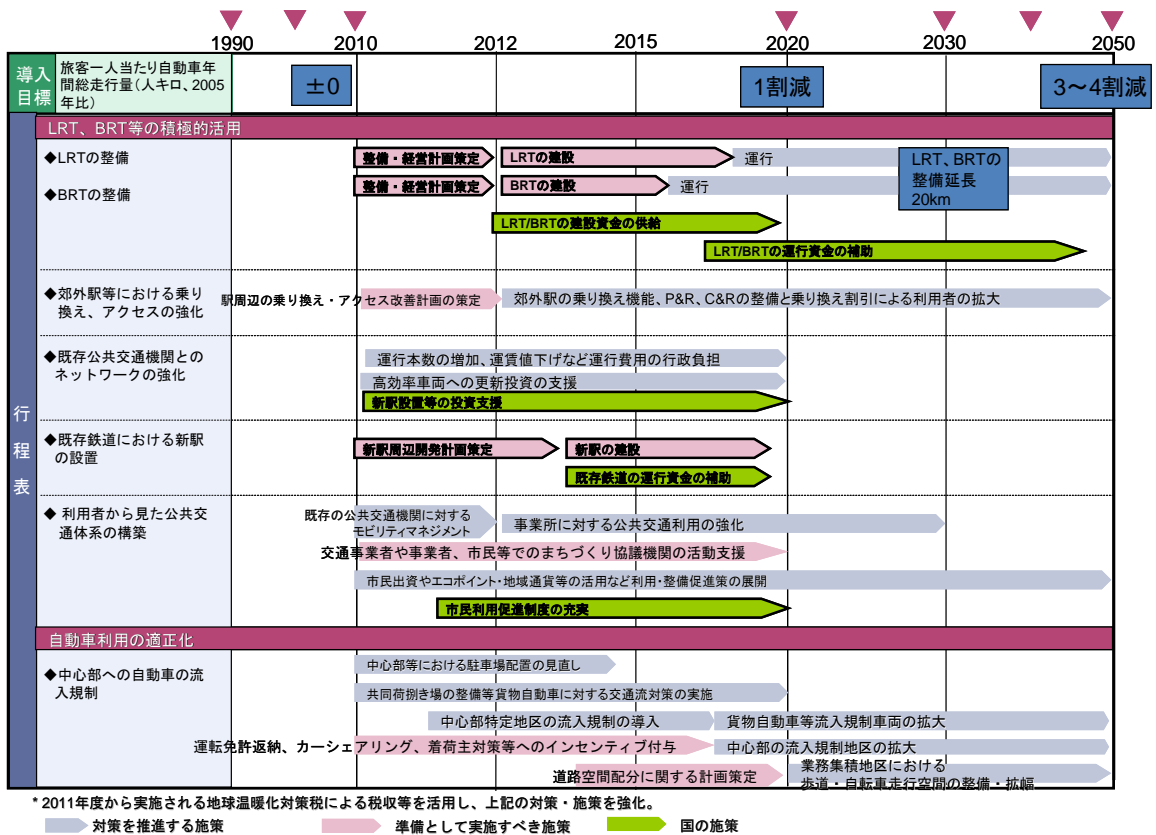 1990 2010 2012 2015 2020 2030 2050
導入
目標
旅客一人当たり自動車年
間総走行量(人キロ、2005
年比)
±0
1割減
3～4割減
行
程
表
LRT、BRT等の積極的活用
◆LRTの整備
整備・経営計画策定
LRTの建設
運行
◆BRTの整備
整備・経営計画策定
BRTの建設
運行
LRT、BRTの
整備延長
20km
LRT/BRTの建設資金の供給
LRT/BRTの運行資金の補助
◆郊外駅等における乗り
換え、アクセスの強化
駅周辺の乗り換え・アクセス改善計画の策定
郊外駅の乗り換え機能、P&R、C&Rの整備と乗り換え割引による利用者の拡大
◆既存公共交通機関との
ネットワークの強化
運行本数の増加、運賃値下げなど運行費用の行政負担
高効率車両への更新投資の支援
新駅設置等の投資支援
◆既存鉄道における新駅
の設置
新駅周辺開発計画策定
新駅の建設
既存鉄道の運行資金の補助
◆ 利用者から見た公共交
通体系の構築
既存の公共交通機関に対する
モビリティマネジメント
事業所に対する公共交通利用の強化
交通事業者や事業者、市民等でのまちづくり協議機関の活動支援
市民出資やエコポイント・地域通貨等の活用など利用・整備促進策の展開
市民利用促進制度の充実
自動車利用の適正化
◆中心部への自動車の流
入規制
中心部等における駐車場配置の見直し
共同荷捌き場の整備等貨物自動車に対する交通流対策の実施
中心部特定地区の流入規制の導入
貨物自動車等流入規制車両の拡大
運転免許返納、カーシェアリング、着荷主対策等へのインセンティブ付与
中心部の流入規制地区の拡大
道路空間配分に関する計画策定
業務集積地区における
歩道・自転車走行空間の整備・拡幅
* 2011年度から実施される地球温暖化対策税による税収等を活用し、上記の対策・施策を強化。
対策を推進する施策
準備として実施すべき施策
国の施策